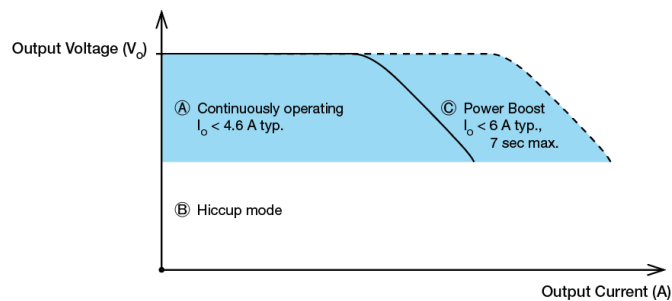 Output Voltage (Vo)
Ⓐ Continuously operating
Io < 4.6 A typ.
Ⓒ Power Boost
Io < 6 A typ.,
7 sec max.
Ⓑ Hiccup mode
Output Current (A)